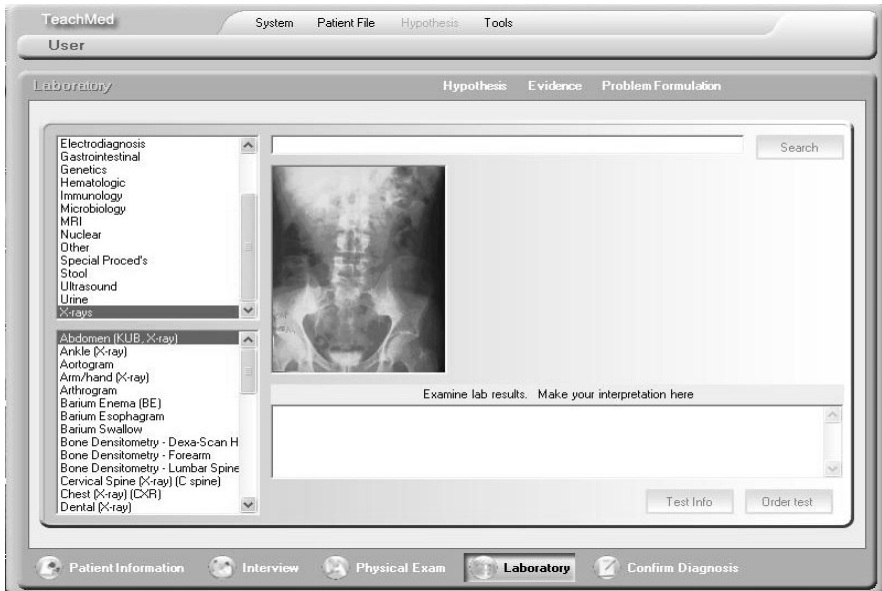 TeachMed
System Patient File Hypothesis Tools
User
Laboratory
Hypothesis Evidence Problem Formulation
Electrodiagnosis
Gastrointestinal
Genetics
Hematologic
Immunology
Microbiology
MRI
Nuclear
Other
Special Proced's
Stool
Ultrasound
Urine
X-rays
Search
Abdomen (KUB, X-ray)
Ankle (X-ray)
Aortogram
Arm/hand (X-ray)
Arthrogram
Barium Enema (BE)
Barium Esophagram
Barium Swallow
Bone Densitometry - Dexa-Scan H
Bone Densitometry - Forearm
Bone Densitometry - Lumbar Spine
Cervical Spine (X-ray) (C spine)
Chest (X-ray) (CXR)
Dental (X-ray)
Examine lab results. Make your interpretation here
Test Info Order test
Patient Information Interview Physical Exam Laboratory Confirm Diagnosis